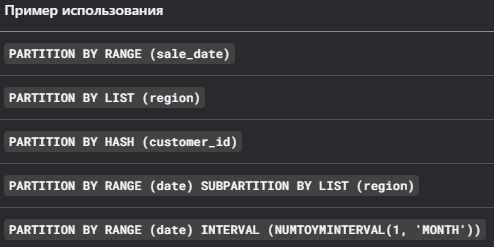 Пример использования
PARTITION BY RANGE (sale_date)
PARTITION BY LIST (region)
PARTITION BY HASH (customer_id)
PARTITION BY RANGE (date) SUBPARTITION BY LIST (region)
PARTITION BY RANGE (date) INTERVAL (NUMTOYMINTERVAL(1, 'MONTH'))